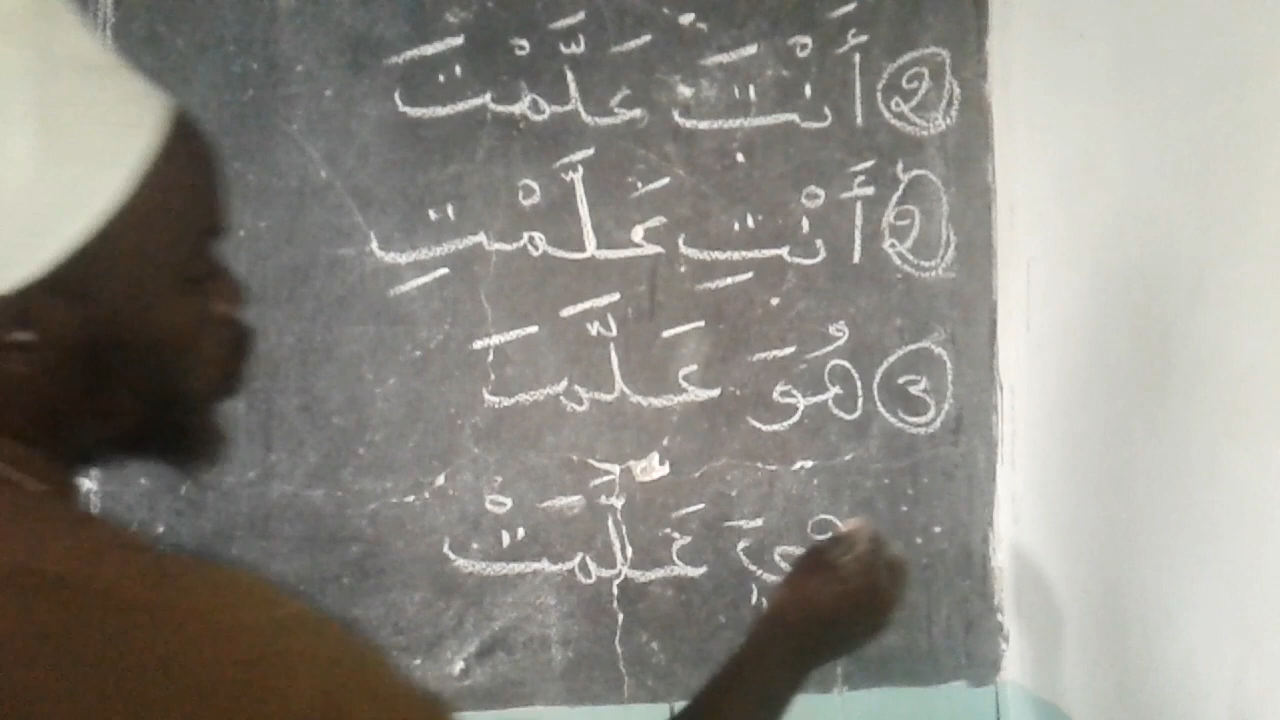 2 أَنْتَ عَلَّمْتَ
2 أَنْتِ عَلَّمْتِ
3 هُوَ عَلَّمَ
هِيَ عَلَّمَتْ